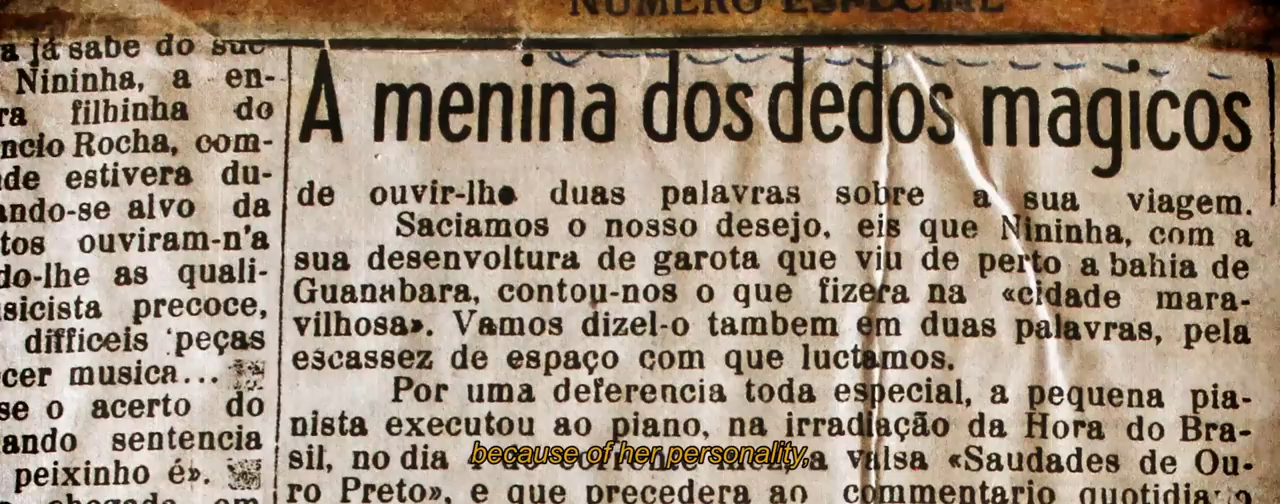 NUMERO ESPECIAL
a já sabe do suc
Nininha, a en-
ra filhinha do
ncio Rocha, com-
de estivera du-
ando-se alvo da
tos ouviram-n'a
do-lhe as quali-
sicista precoce,
difficeis peças
cer musica...
se o acerto do
ando sentencia
peixinho é».
chegada em
A menina dos dedos magicos
de ouvir-lhe duas palavras sobre a sua viagem.
Saciamos o nosso desejo, eis que Nininha, com a
sua desenvoltura de garota que viu de perto a bahia de
Guanabara, contou-nos o que fizera na «cidade mara-
vilhosa». Vamos dizel-o tambem em duas palavras, pela
escassez de espaço com que luctamos.
Por uma deferencia toda especial, a pequena pia-
nista executou ao piano, na irradiação da Hora do Bra-
sil, no dia a valsa «Saudades de Ou-
ro Preto», e que precedera ao commentario quotidiano
because of her personality,